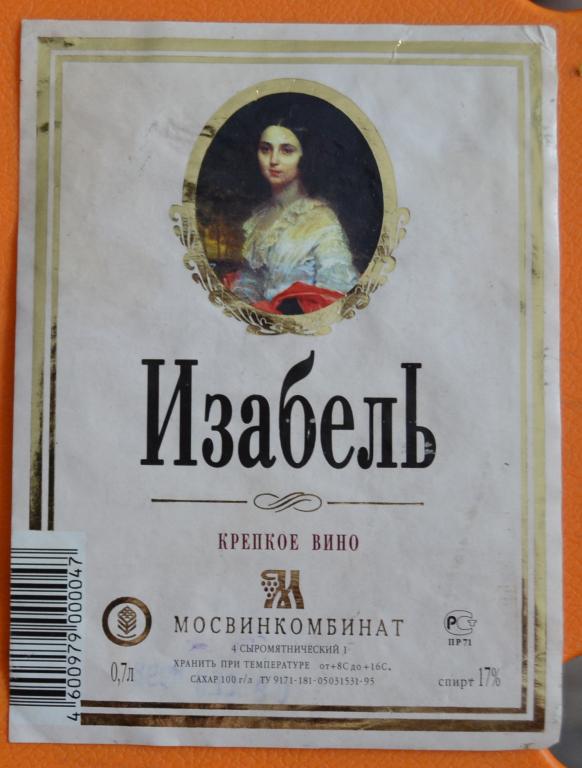 ИзабелЬ
КРЕПКОЕ ВИНО
МОСВИНКОМБИНАТ
4 СЫРОМЯТНИЧЕСКИЙ 1
ХРАНИТЬ ПРИ ТЕМПЕРАТУРЕ от+8С до +16С.
САХАР 100 г/л ТУ 9171-181-05031531-95
0,7л
спирт 17%
РСТ
ПР71
4 600979 000047